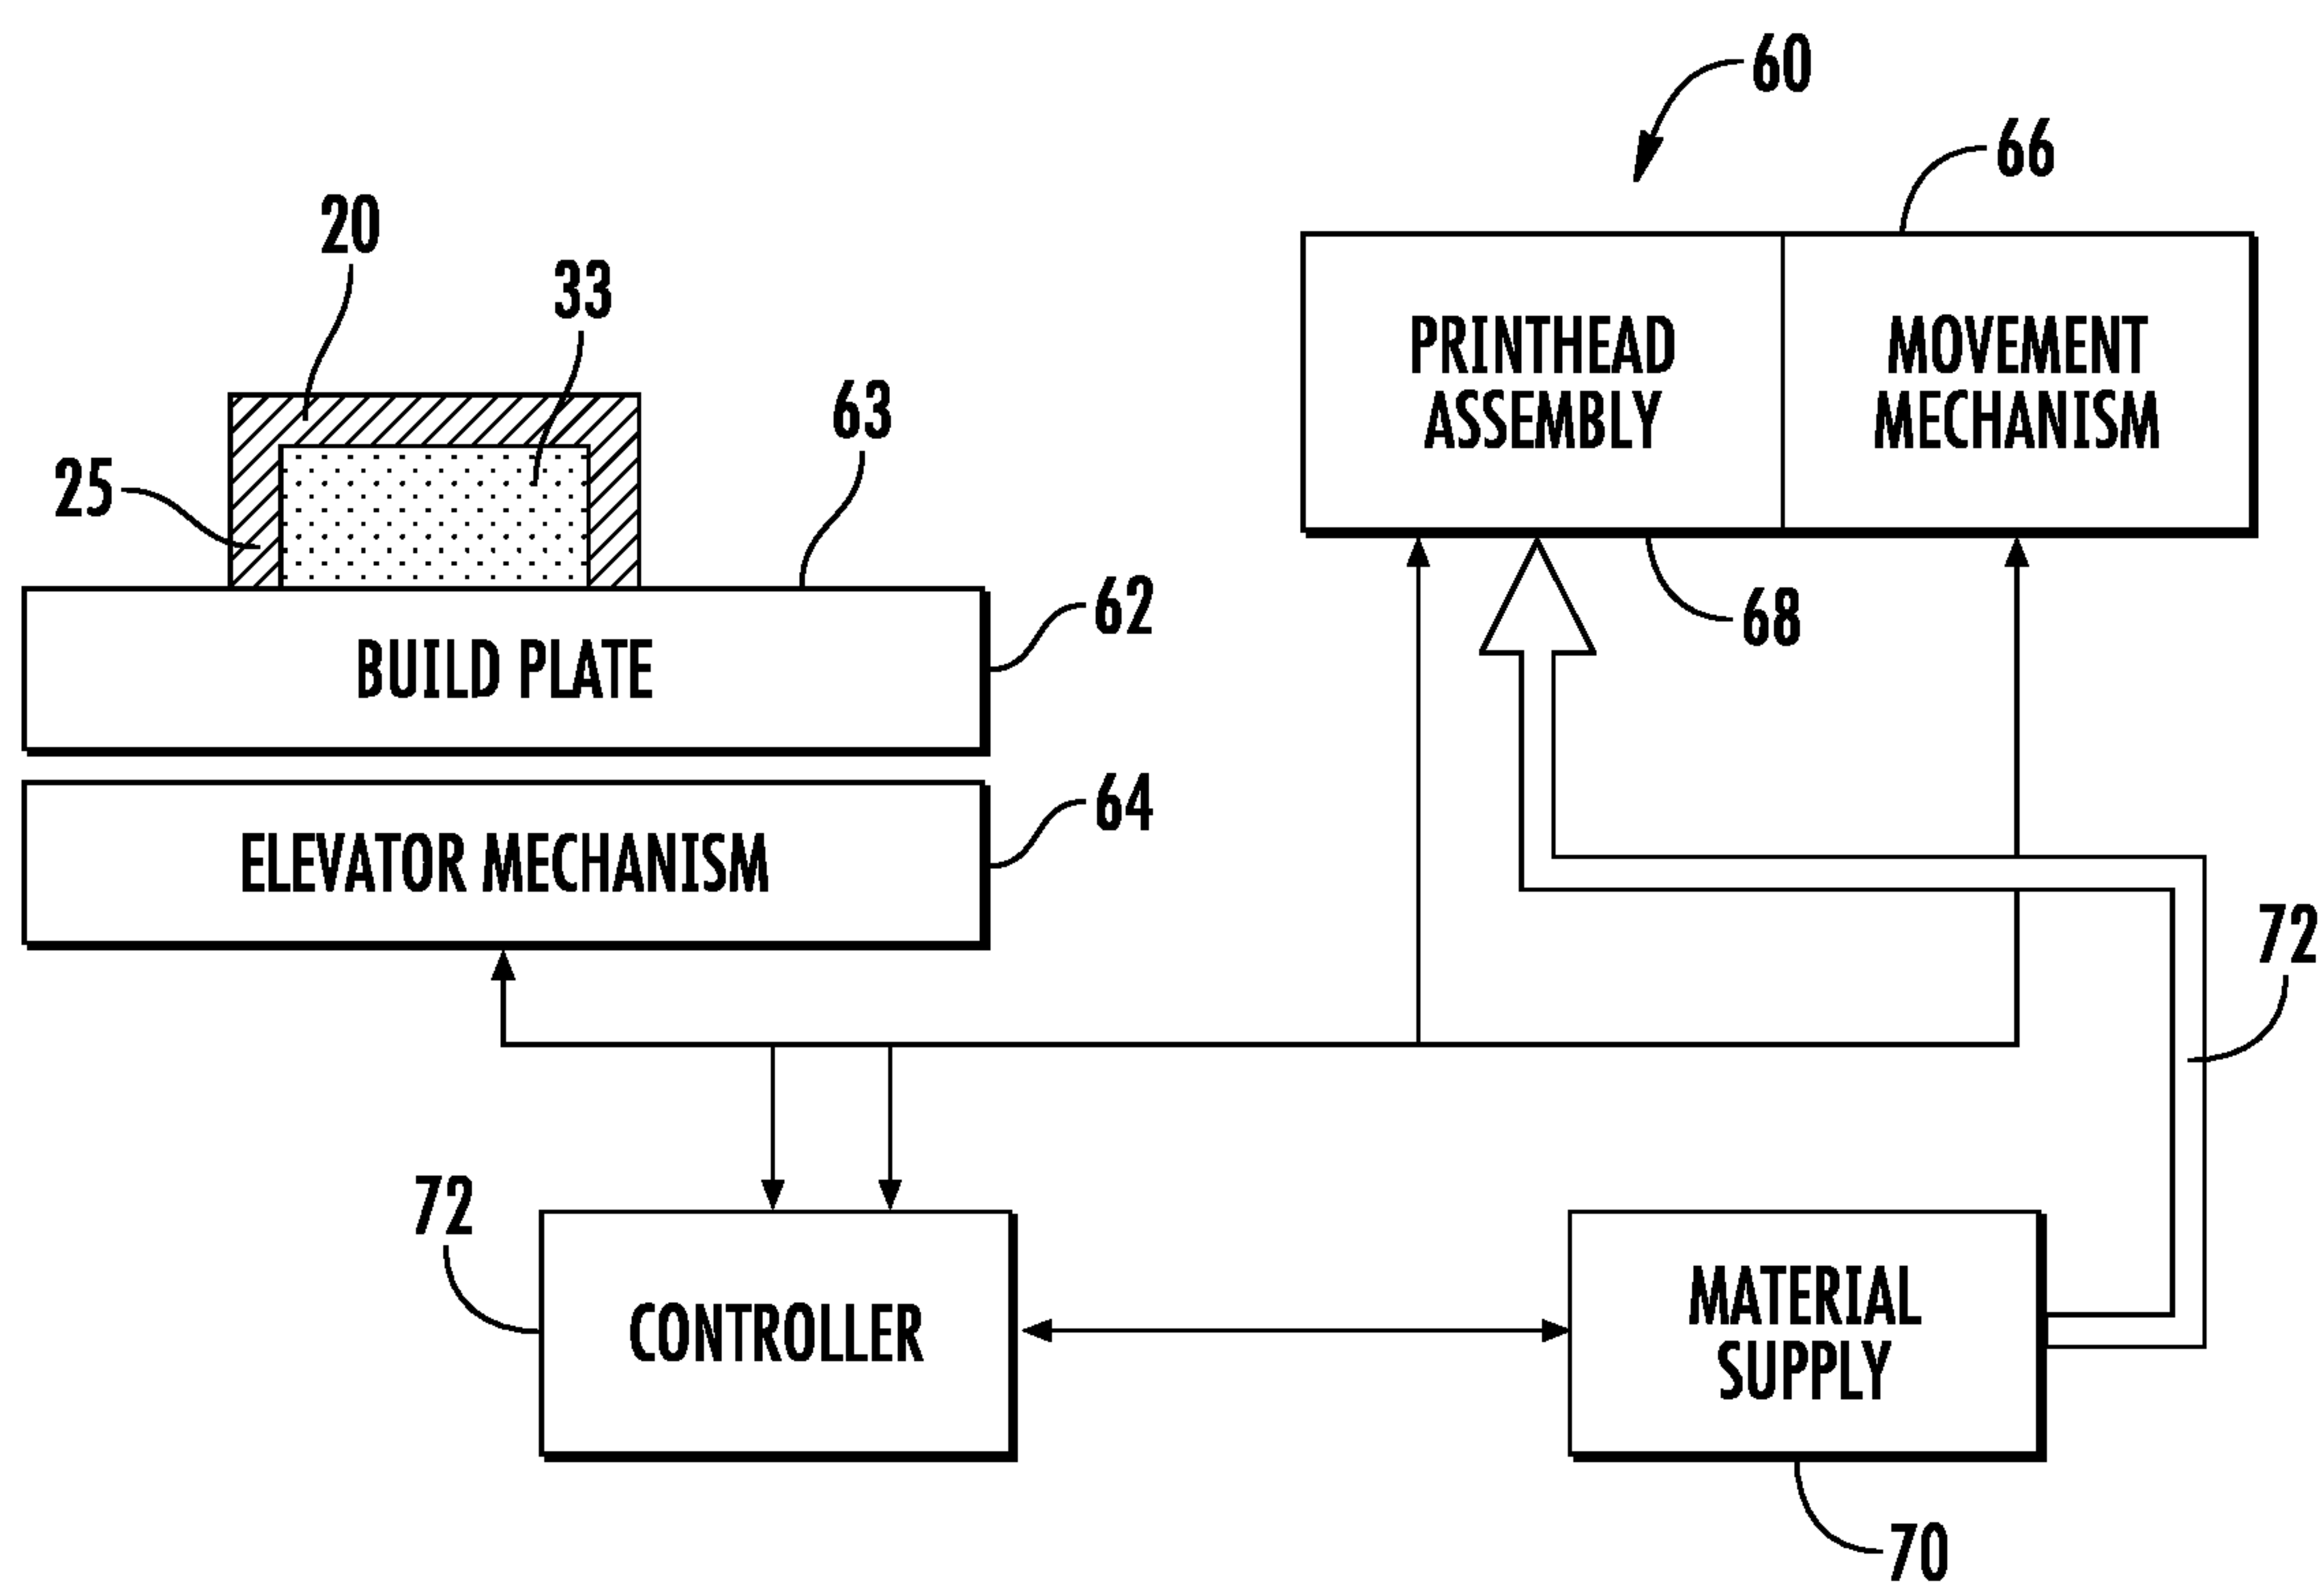 60
66
20
33
PRINTHEAD
ASSEMBLY
MOVEMENT
MECHANISM
63
25
62
68
BUILD PLATE
64
ELEVATOR MECHANISM
72
72
CONTROLLER
MATERIAL
SUPPLY
70